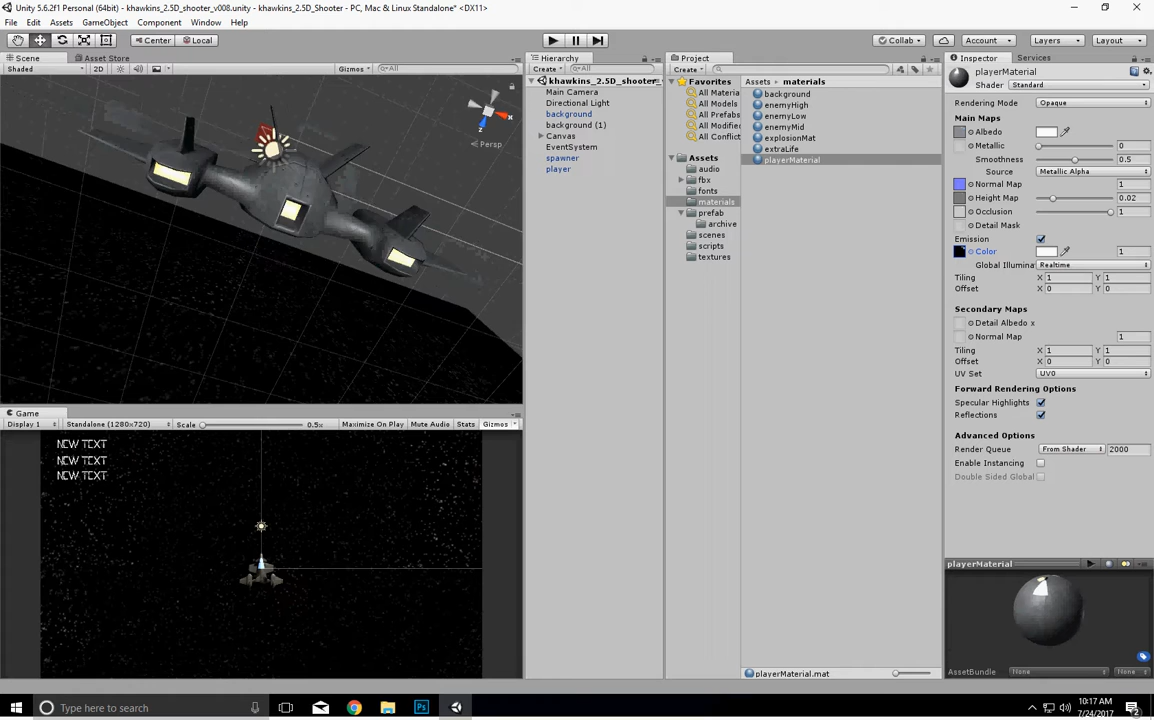 Unity 5.6.2f1 Personal (64bit) - khawkins_2.5D_shooter_v008.unity - khawkins_2.5D_Shooter - PC, Mac & Linux Standalone* <DX11>
File Edit Assets GameObject Component Window Help
Center Local Collab Account Layers Layout
Scene Asset Store
Shaded 2D Gizmos All
Persp
x
z
Game
Display 1 Standalone (1280x720) Scale 0.5x Maximize On Play Mute Audio Stats Gizmos
NEW TEXT
NEW TEXT
NEW TEXT
Hierarchy
Create All
khawkins_2.5D_shooter_
Main Camera
Directional Light
background
background (1)
Canvas
EventSystem
spawner
player
Project
Create
Favorites
All Materia
All Models
All Prefabs
All Modifiec
All Conflict
Assets
audio
fbx
fonts
materials
prefab
archive
scenes
scripts
textures
Assets materials
background
enemyHigh
enemyLow
enemyMid
explosionMat
extraLife
playerMaterial
playerMaterial.mat
Inspector Services
playerMaterial
Shader Standard
Rendering Mode Opaque
Main Maps
Albedo
Metallic 0
Smoothness 0.5
Source Metallic Alpha
Normal Map 1
Height Map 0.02
Occlusion 1
Detail Mask
Emission
Color 1
Global Illumina Realtime
Tiling X 1 Y 1
Offset X 0 Y 0
Secondary Maps
Detail Albedo x
Normal Map 1
Tiling X 1 Y 1
Offset X 0 Y 0
UV Set UV0
Forward Rendering Options
Specular Highlights
Reflections
Advanced Options
Render Queue From Shader 2000
Enable Instancing
Double Sided Global
playerMaterial
AssetBundle None None
Type here to search
Ps
10:17 AM
7/24/2017
2